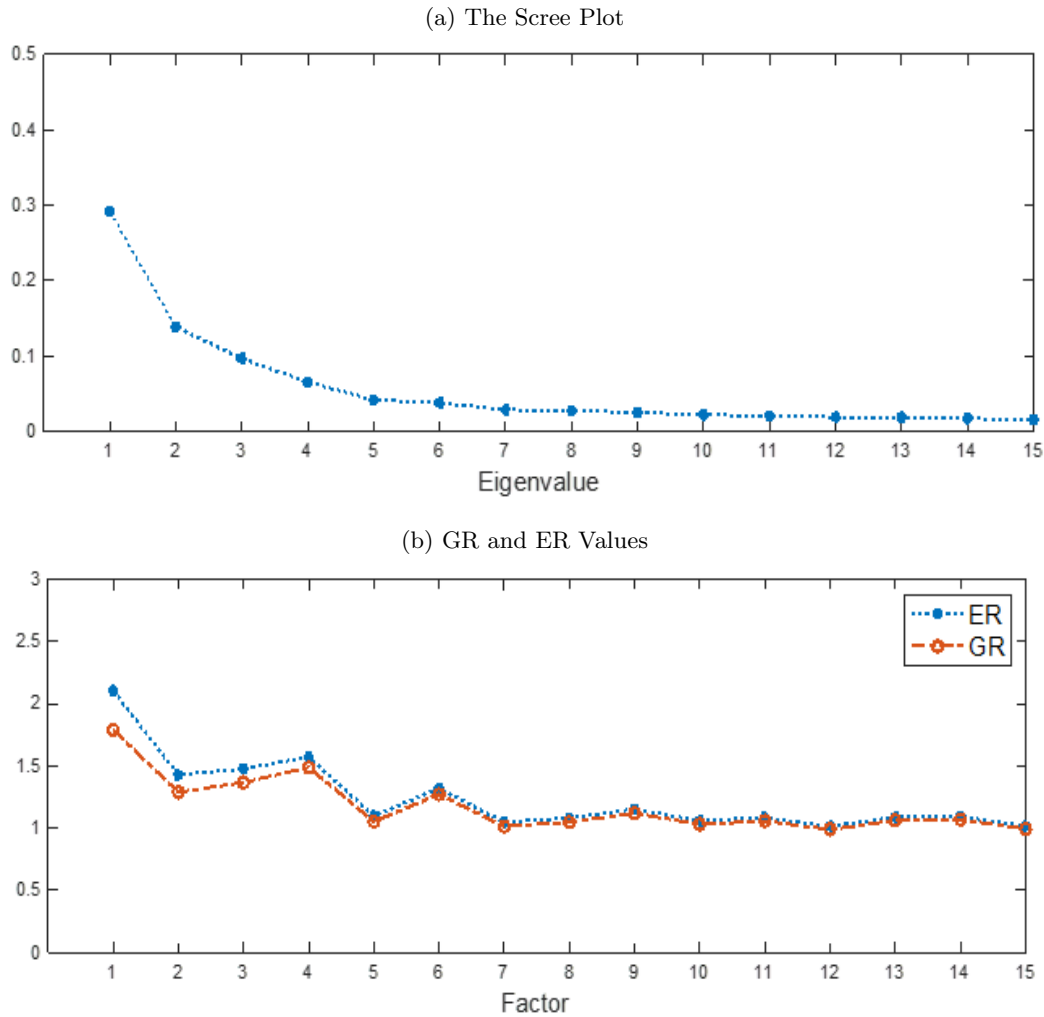 (a) The Scree Plot
0.5
0.4
0.3
0.2
0.1
0
1 2 3 4 5 6 7 8 9 10 11 12 13 14 15
Eigenvalue
(b) GR and ER Values
3
ER
GR
2.5
2
1.5
1
0.5
0
1 2 3 4 5 6 7 8 9 10 11 12 13 14 15
Factor